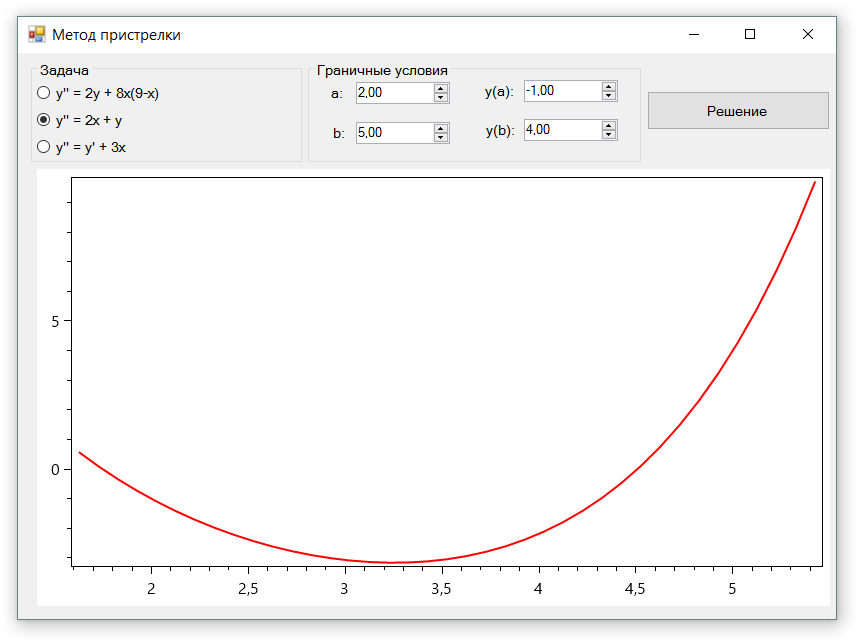 Метод пристрелки
Задача
y'' = 2y + 8x(9-x)
y'' = 2x + y
y'' = y' + 3x
Граничные условия
a: 2,00
y(a): -1,00
b: 5,00
y(b): 4,00
Решение
5
0
2 2,5 3 3,5 4 4,5 5